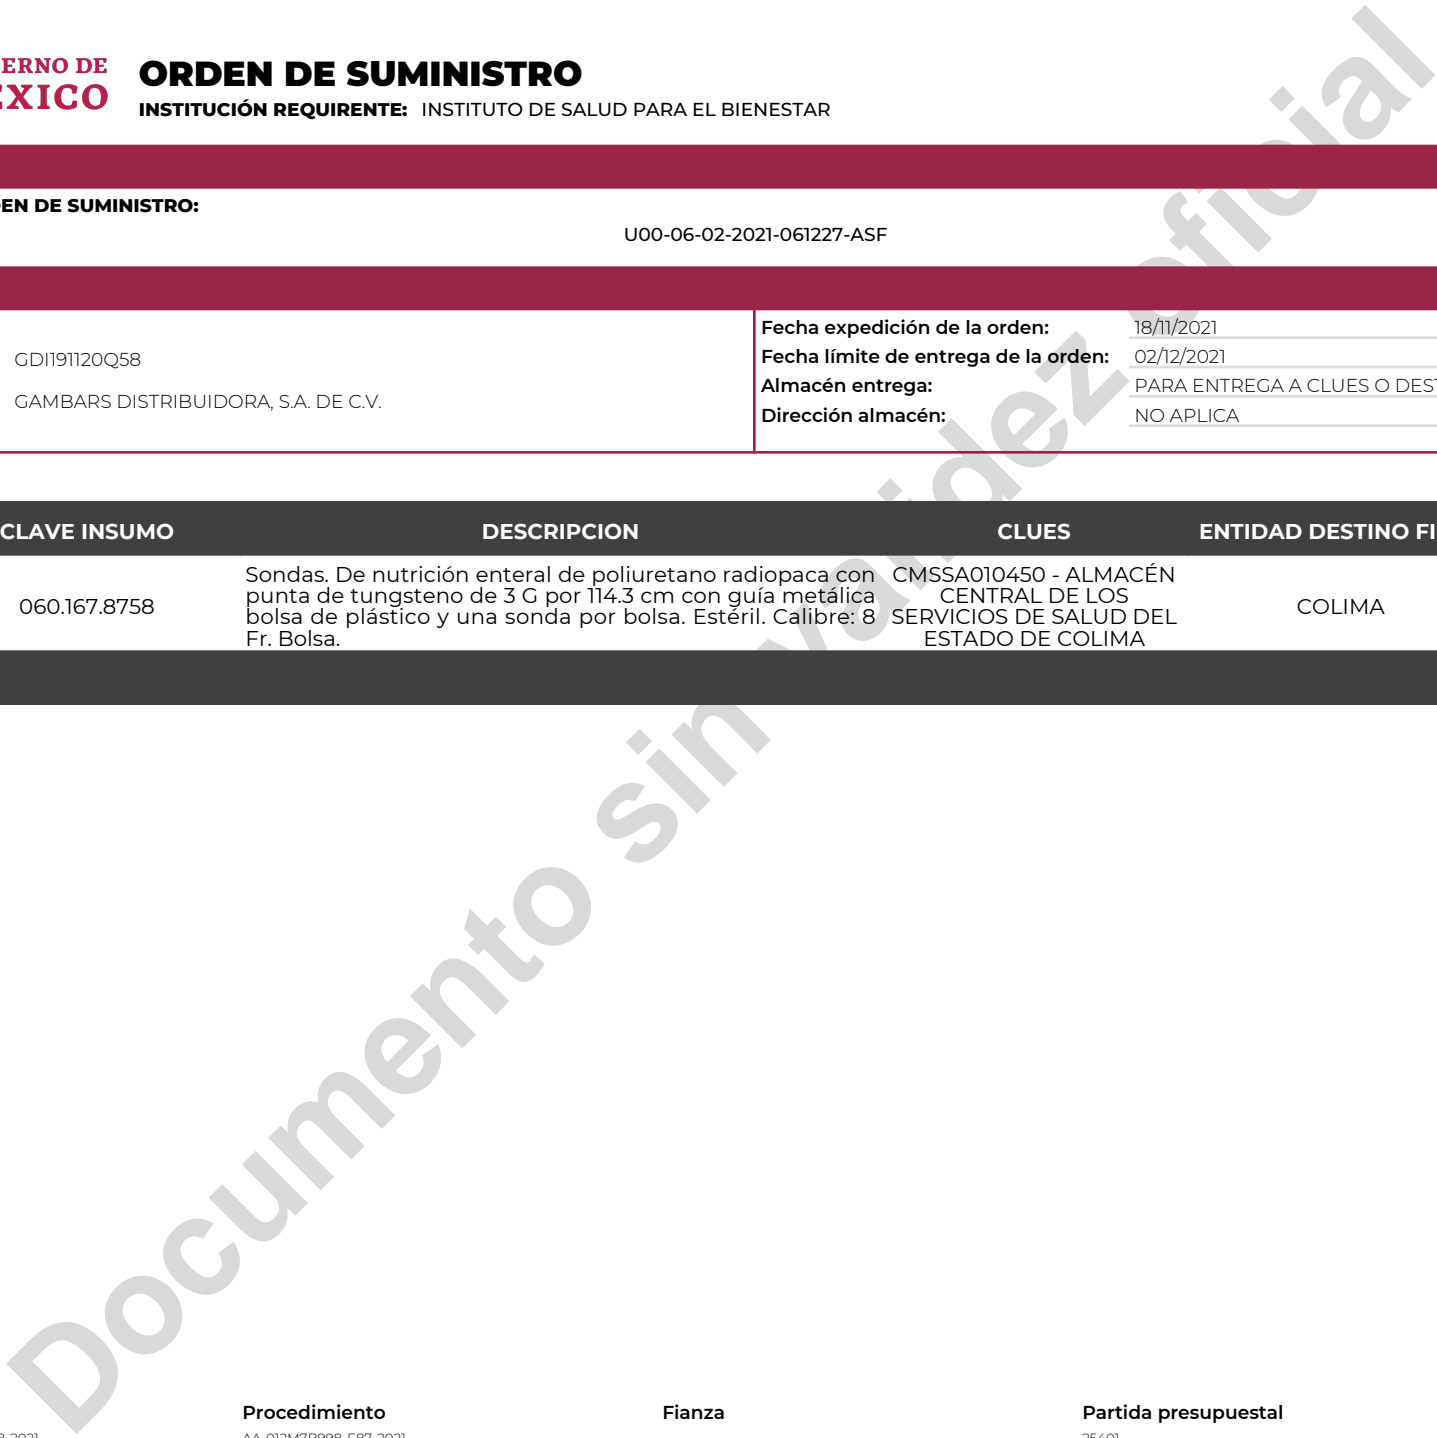 ERNO DE
ÉXICO
ORDEN DE SUMINISTRO
INSTITUCIÓN REQUIRENTE: INSTITUTO DE SALUD PARA EL BIENESTAR
EN DE SUMINISTRO:
U00-06-02-2021-061227-ASF
GDI191120Q58
GAMBARS DISTRIBUIDORA, S.A. DE C.V.
Fecha expedición de la orden: 18/11/2021
Fecha límite de entrega de la orden: 02/12/2021
Almacén entrega: PARA ENTREGA A CLUES O DEST
Dirección almacén: NO APLICA
CLAVE INSUMO DESCRIPCION CLUES ENTIDAD DESTINO FI
060.167.8758
Sondas. De nutrición enteral de poliuretano radiopaca con
punta de tungsteno de 3 G por 114.3 cm con guía metálica
bolsa de plástico y una sonda por bolsa. Estéril. Calibre: 8
Fr. Bolsa.
CMSSA010450 - ALMACÉN
CENTRAL DE LOS
SERVICIOS DE SALUD DEL
ESTADO DE COLIMA
COLIMA
Documento sin validez oficial
Procedimiento Fianza Partida presupuestal